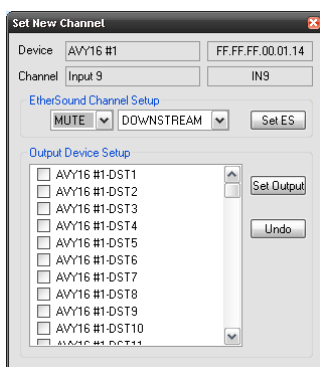 Set New Channel
Device AVY16 #1 FF.FF.FF.00.01.14
Channel Input 9 IN9
EtherSound Channel Setup
MUTE DOWNSTREAM Set ES
Output Device Setup
AVY16 #1-DST1
AVY16 #1-DST2
Set Output
AVY16 #1-DST3
AVY16 #1-DST4
AVY16 #1-DST5
Undo
AVY16 #1-DST6
AVY16 #1-DST7
AVY16 #1-DST8
AVY16 #1-DST9
AVY16 #1-DST10
AVY16 #1-DST11